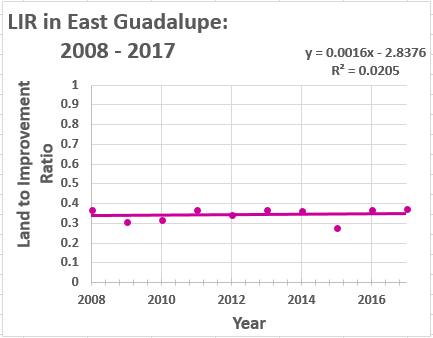 LIR in East Guadalupe:
2008 - 2017
y = 0.0016x - 2.8376
R² = 0.0205
Land to Improvement
Ratio
1
0.9
0.8
0.7
0.6
0.5
0.4
0.3
0.2
0.1
0
2008 2010 2012 2014 2016
Year